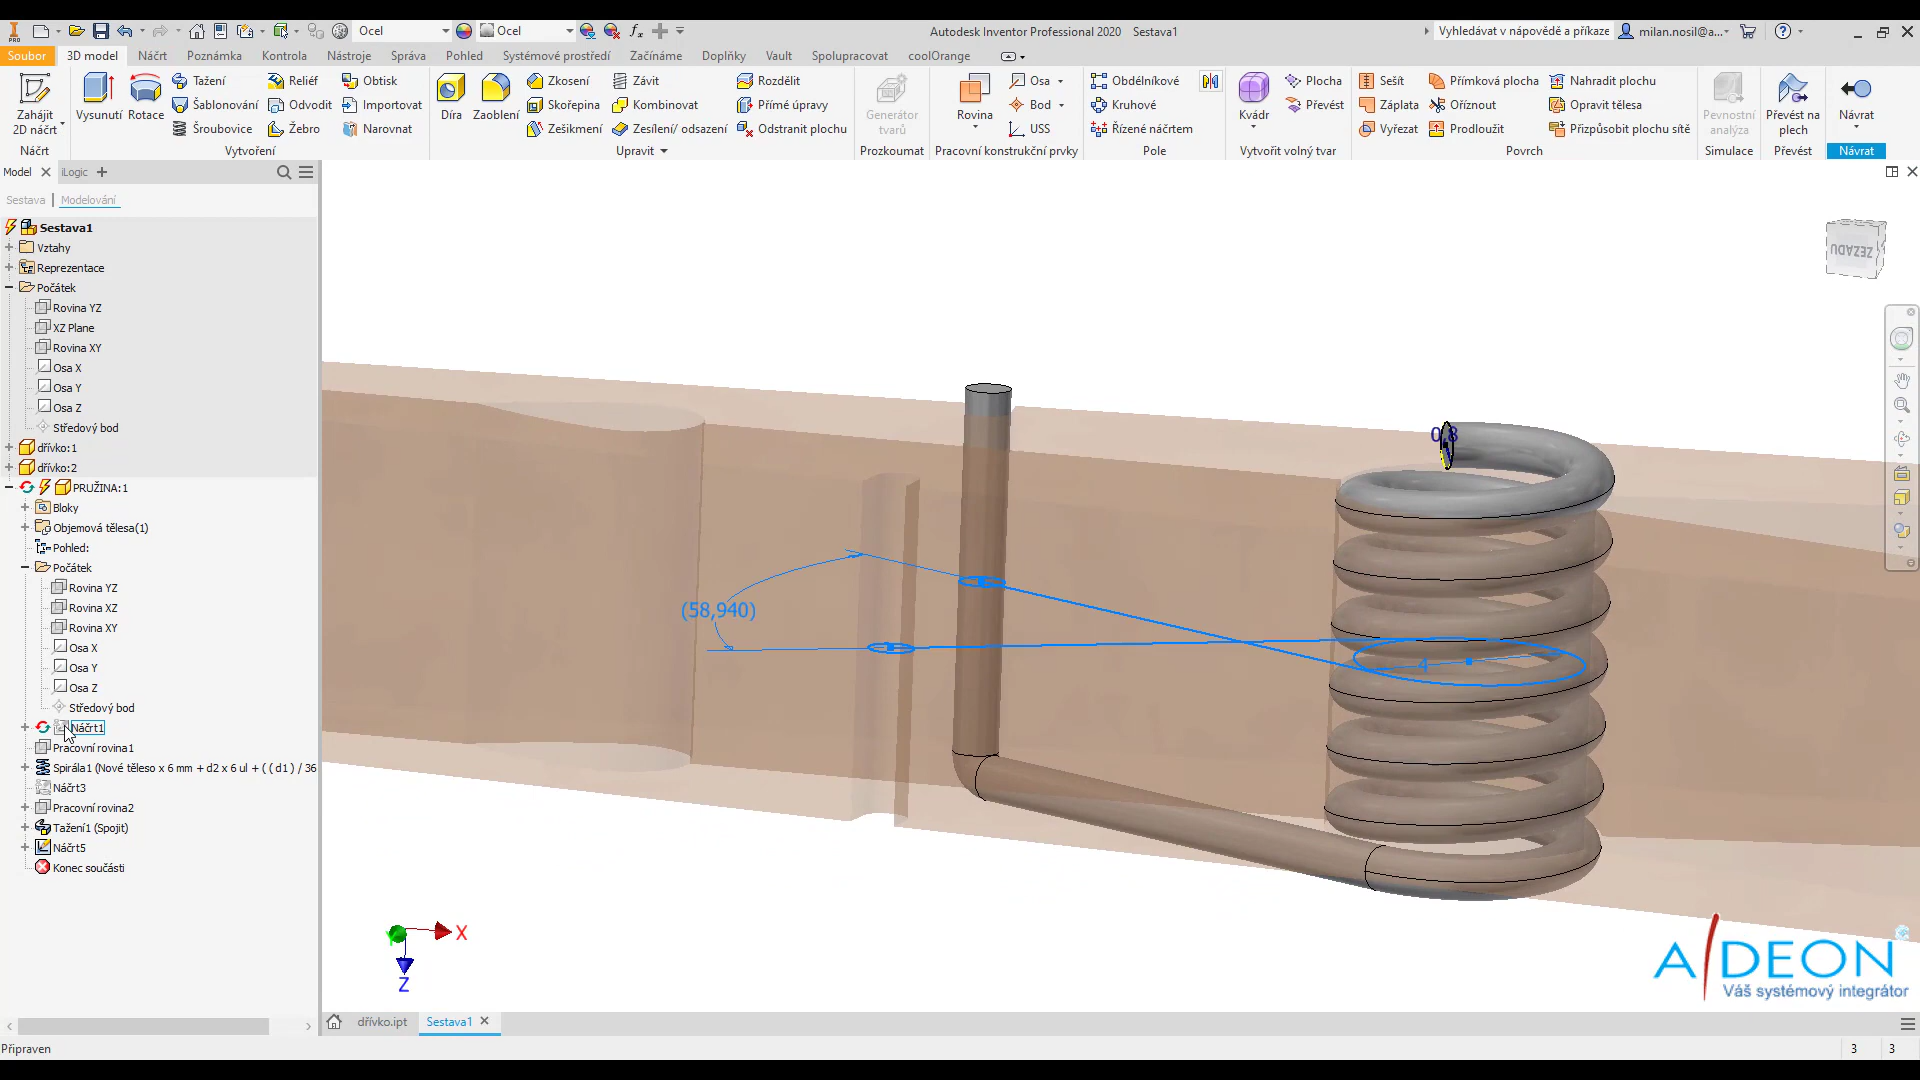 Ocel
Ocel
Autodesk Inventor Professional 2020 Sestava1
Vyhledávat v nápovědě a příkaze
milan.nosil@a...
Soubor 3D model Náčrt Poznámka Kontrola Nástroje Správa Pohled Systémové prostředí Začínáme Doplňky Vault Spolupracovat coolOrange
Zahájit 2D náčrt
Náčrt
Vysunutí
Rotace
Tažení
Šablonování
Šroubovice
Reliéf
Odvodit
Žebro
Obtisk
Importovat
Narovnat
Vytvoření
Díra
Zaoblení
Zkosení
Skořepina
Zešikmení
Závit
Kombinovat
Zesílení/ odsazení
Rozdělit
Přímé úpravy
Odstranit plochu
Upravit
Generátor tvarů
Prozkoumat
Rovina
Osa
Bod
USS
Pracovní konstrukční prvky
Obdélníkové
Kruhové
Řízené náčrtem
Pole
Kvádr
Plocha
Převést
Vytvořit volný tvar
Sešít
Záplata
Vyřezat
Přímková plocha
Oříznout
Prodloužit
Nahradit plochu
Opravit tělesa
Přizpůsobit plochu sítě
Povrch
Pevnostní analýza
Simulace
Převést na plech
Převést
Návrat
Návrat
Model iLogic
Sestava Modelování
Sestava1
Vztahy
Reprezentace
Počátek
Rovina YZ
XZ Plane
Rovina XY
Osa X
Osa Y
Osa Z
Středový bod
dřívko:1
dřívko:2
PRUŽINA:1
Bloky
Objemová tělesa(1)
Pohled:
Počátek
Rovina YZ
Rovina XZ
Rovina XY
Osa X
Osa Y
Osa Z
Středový bod
Náčrt1
Pracovní rovina1
Spirála1 (Nové těleso x 6 mm + d2 x 6 ul + ( ( d1 ) / 36
Náčrt3
Pracovní rovina2
Tažení1 (Spojit)
Náčrt5
Konec součásti
ZEZADU
0,8
(58,940)
4
X
Z
A/DEON
Váš systémový integrátor
dřívko.ipt Sestava1
Připraven
3 3